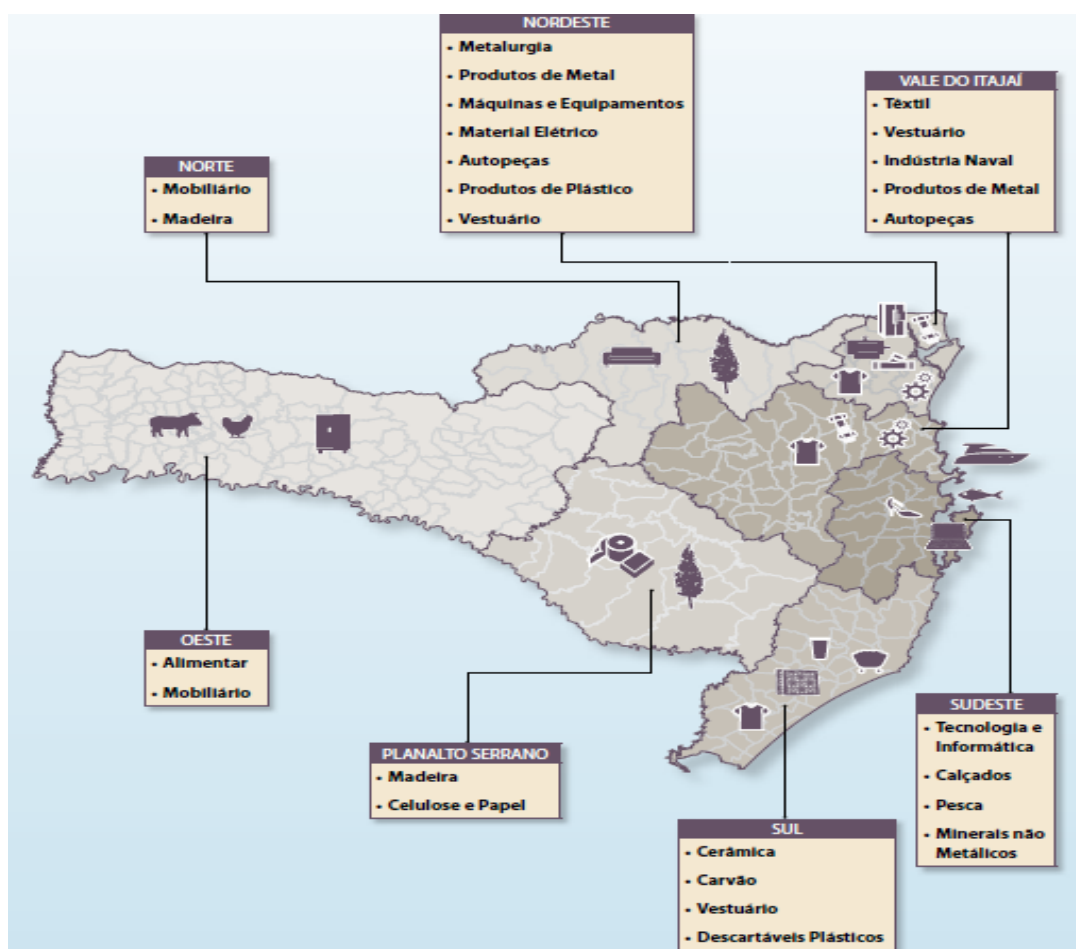 NORDESTE
• Metalurgia
• Produtos de Metal
• Máquinas e Equipamentos
• Material Elétrico
• Autopeças
• Produtos de Plástico
• Vestuário
VALE DO ITAJAÍ
• Têxtil
• Vestuário
• Indústria Naval
• Produtos de Metal
• Autopeças
NORTE
• Mobiliário
• Madeira
OESTE
• Alimentar
• Mobiliário
PLANALTO SERRANO
• Madeira
• Celulose e Papel
SUL
• Cerâmica
• Carvão
• Vestuário
• Descartáveis Plásticos
SUDESTE
• Tecnologia e
Informática
• Calçados
• Pesca
• Minerais não
Metálicos